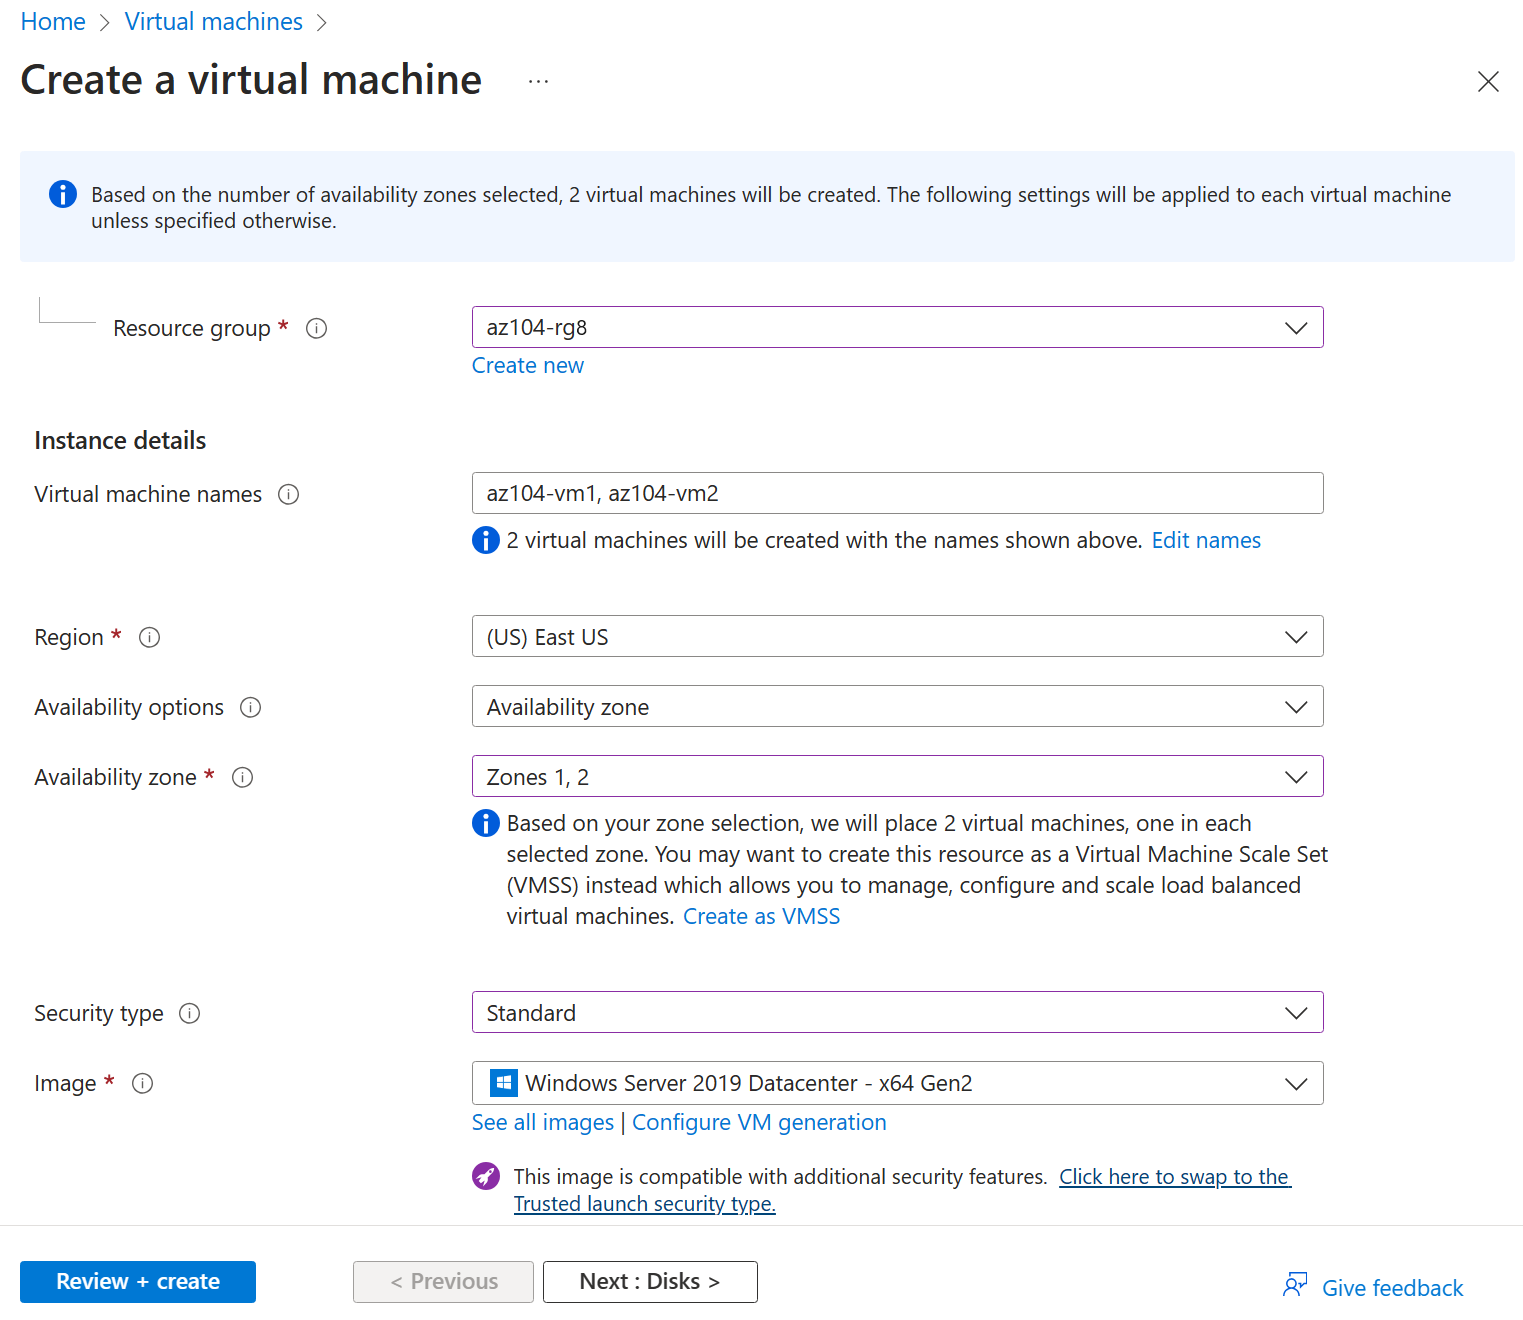 Home > Virtual machines >
Create a virtual machine ...
Based on the number of availability zones selected, 2 virtual machines will be created. The following settings will be applied to each virtual machine
unless specified otherwise.
Resource group *
az104-rg8
Create new
Instance details
Virtual machine names
az104-vm1, az104-vm2
2 virtual machines will be created with the names shown above. Edit names
Region *
(US) East US
Availability options
Availability zone
Availability zone *
Zones 1, 2
Based on your zone selection, we will place 2 virtual machines, one in each
selected zone. You may want to create this resource as a Virtual Machine Scale Set
(VMSS) instead which allows you to manage, configure and scale load balanced
virtual machines. Create as VMSS
Security type
Standard
Image *
Windows Server 2019 Datacenter - x64 Gen2
See all images | Configure VM generation
This image is compatible with additional security features. Click here to swap to the
Trusted launch security type.
Review + create
< Previous
Next : Disks >
Give feedback